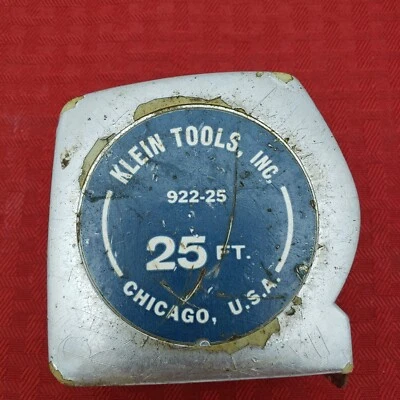 KLEIN TOOLS, INC.
922-25
25 FT.
CHICAGO, U.S.A.